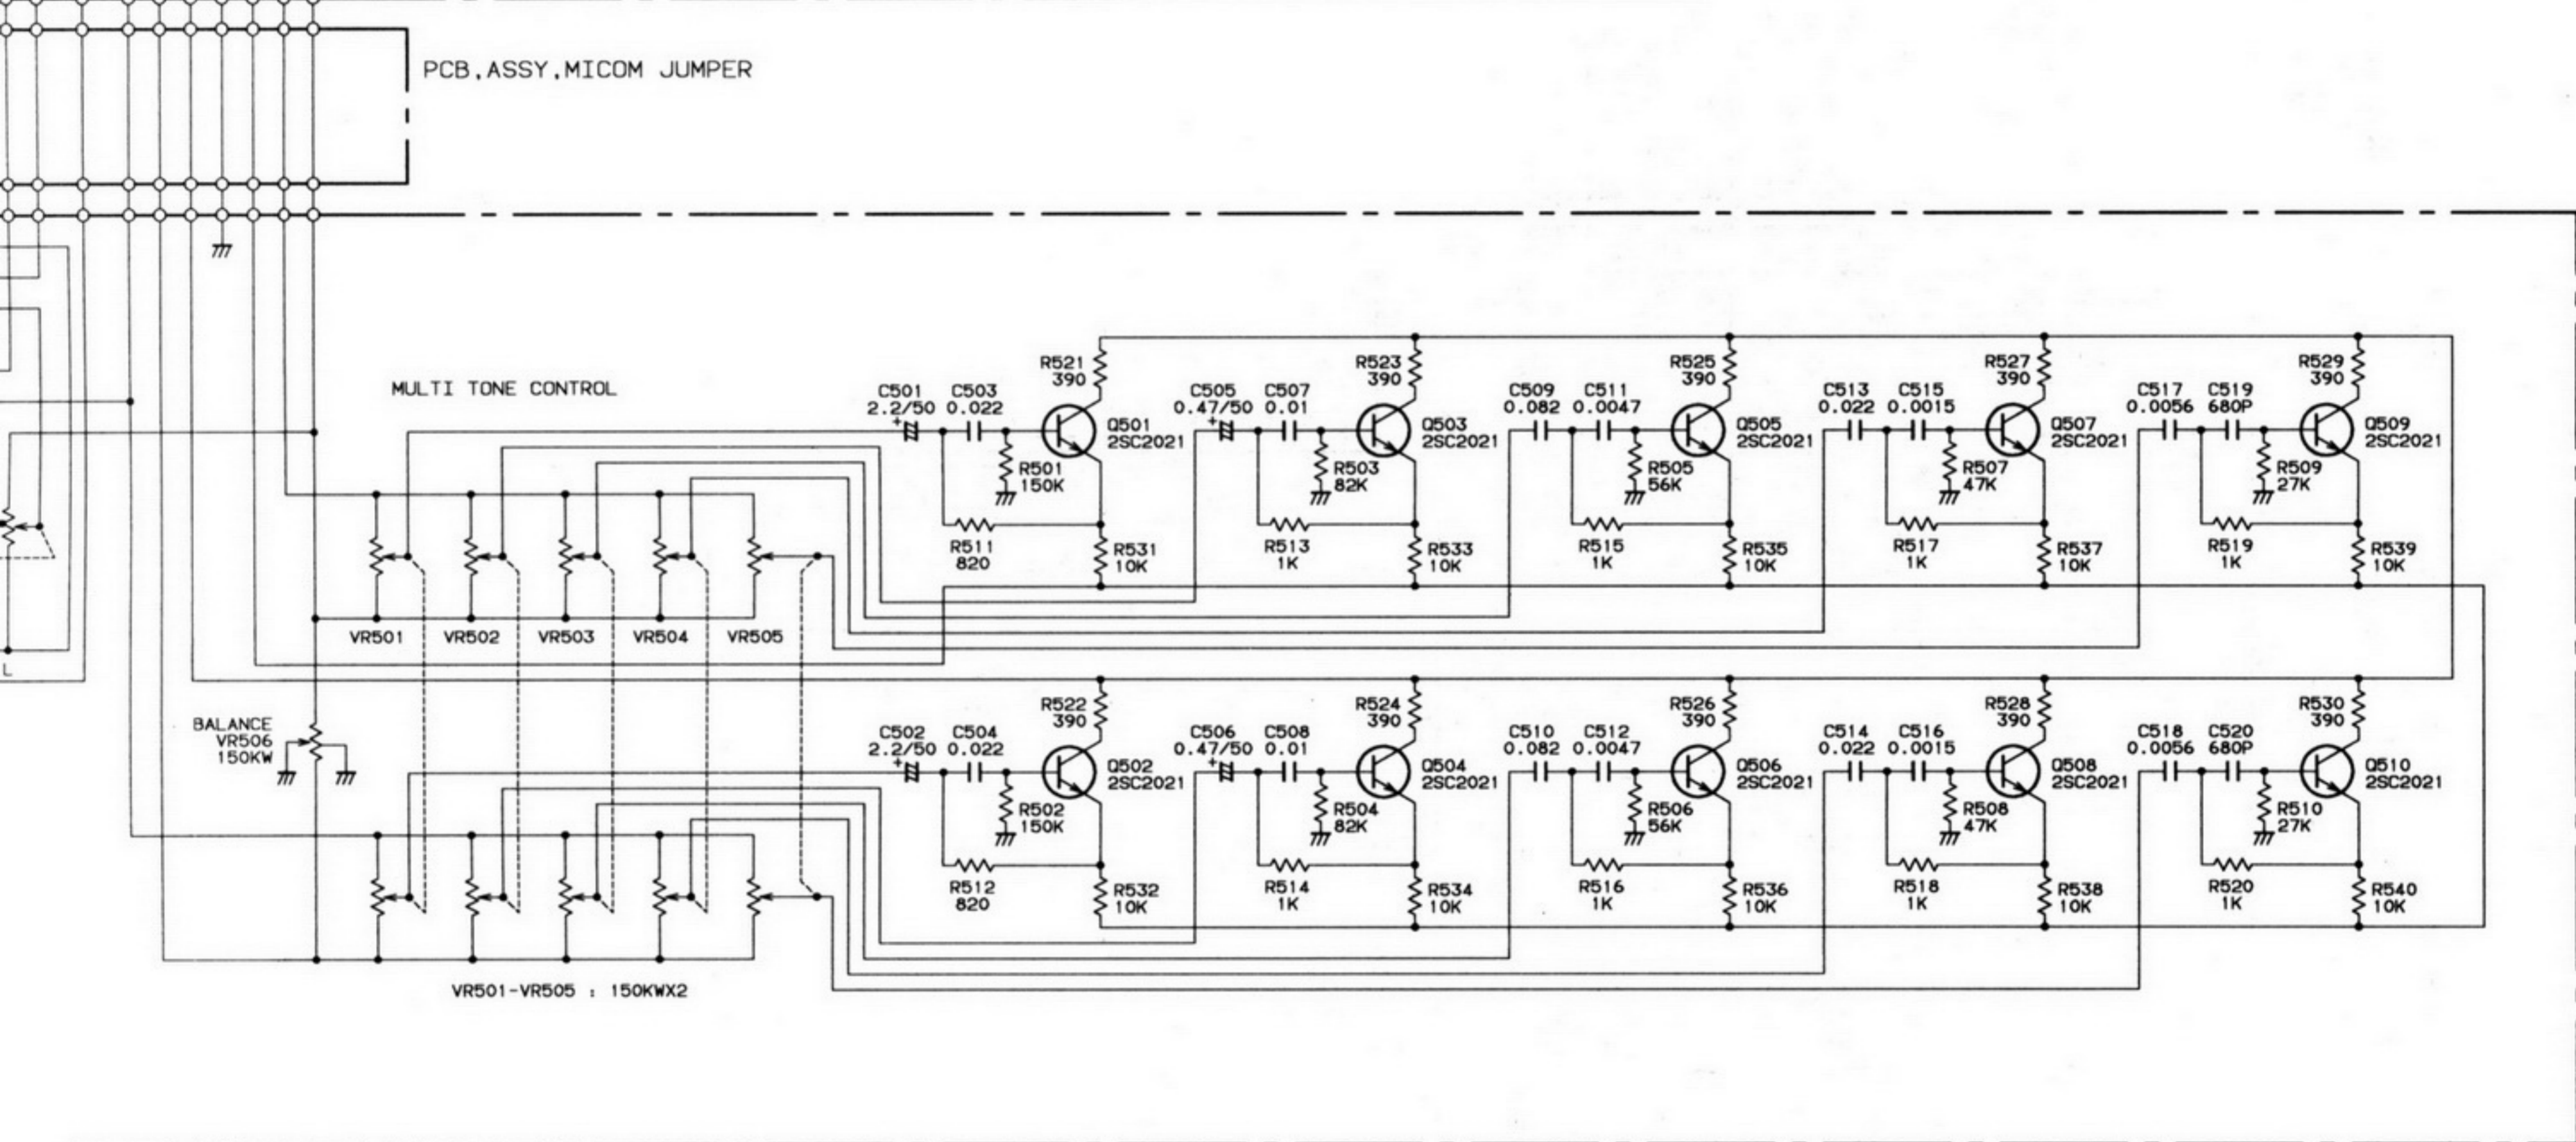 PCB,ASSY,MICOM JUMPER
MULTI TONE CONTROL
C501 C503
2.2/50 0.022
+
R521
390
Q501
2SC2021
R501
150K
R511
820
R531
10K
C505 C507
0.47/50 0.01
+
R523
390
Q503
2SC2021
R503
82K
R513
1K
R533
10K
C509 C511
0.082 0.0047
R525
390
Q505
2SC2021
R505
56K
R515
1K
R535
10K
C513 C515
0.022 0.0015
R527
390
Q507
2SC2021
R507
47K
R517
1K
R537
10K
C517 C519
0.0056 680P
R529
390
Q509
2SC2021
R509
27K
R519
1K
R539
10K
VR501 VR502 VR503 VR504 VR505
L
BALANCE
VR506
150KW
C502 C504
2.2/50 0.022
+
R522
390
Q502
2SC2021
R502
150K
R512
820
R532
10K
C506 C508
0.47/50 0.01
+
R524
390
Q504
2SC2021
R504
82K
R514
1K
R534
10K
C510 C512
0.082 0.0047
R526
390
Q506
2SC2021
R506
56K
R516
1K
R536
10K
C514 C516
0.022 0.0015
R528
390
Q508
2SC2021
R508
47K
R518
1K
R538
10K
C518 C520
0.0056 680P
R530
390
Q510
2SC2021
R510
27K
R520
1K
R540
10K
VR501-VR505 : 150KWX2